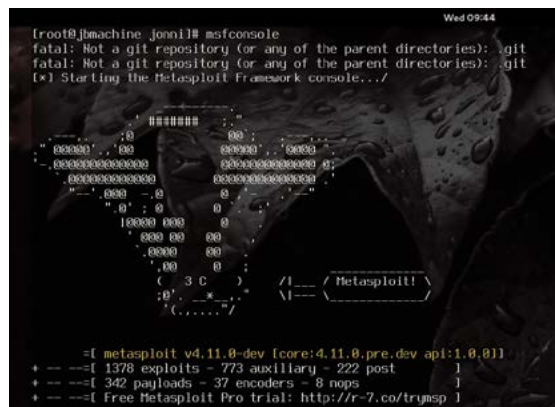 Wed 09:44
[root@jbmachine jonni]# msfconsole
fatal: Not a git repository (or any of the parent directories): .git
fatal: Not a git repository (or any of the parent directories): .git
[*] Starting the Metasploit Framework console.../
Metasploit!
=[ metasploit v4.11.0-dev [core:4.11.0.pre.dev api:1.0.0]]
+ -- --=[ 1378 exploits - 773 auxiliary - 222 post ]
+ -- --=[ 342 payloads - 37 encoders - 8 nops ]
+ -- --=[ Free Metasploit Pro trial: http://r-7.co/trymsp ]